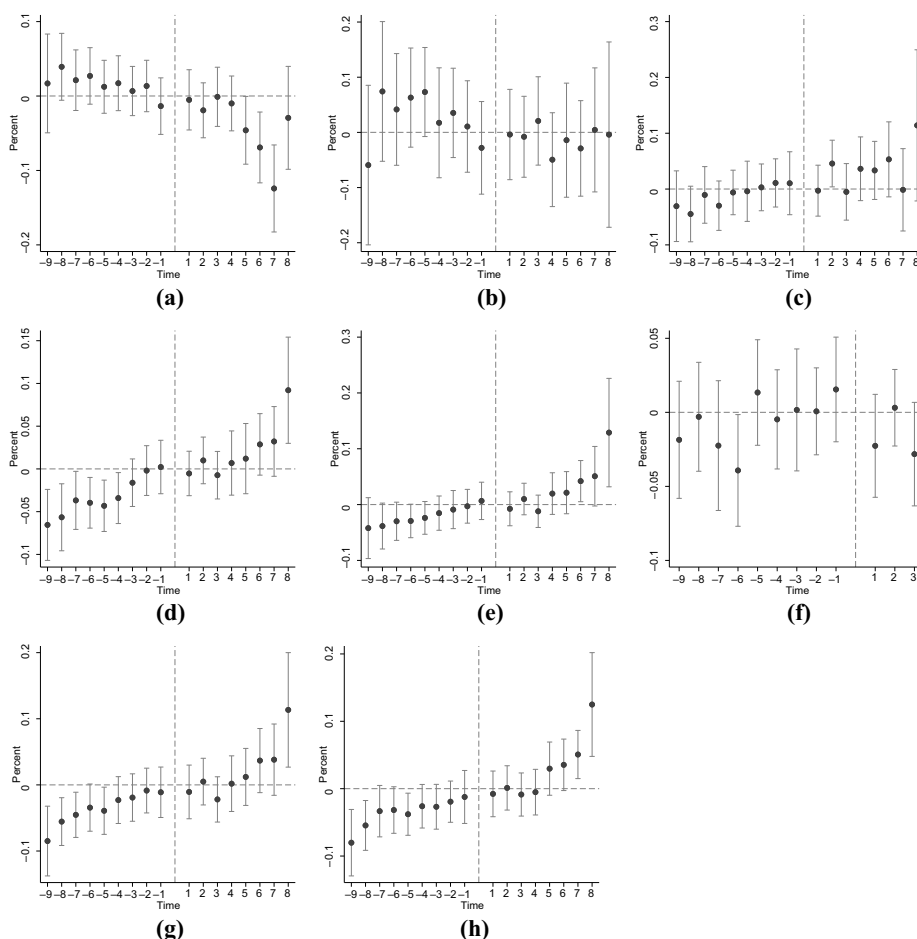 0.1
0
−0.1
−0.2
Percent
−9 −8 −7 −6 −5 −4 −3 −2 −1 1 2 3 4 5 6 7 8
Time
(a)
0.2
0.1
0
−0.1
−0.2
Percent
−9 −8 −7 −6 −5 −4 −3 −2 −1 1 2 3 4 5 6 7 8
Time
(b)
0.3
0.2
0.1
0
−0.1
Percent
−9 −8 −7 −6 −5 −4 −3 −2 −1 1 2 3 4 5 6 7 8
Time
(c)
0.15
0.1
0.05
0
−0.05
−0.1
Percent
−9 −8 −7 −6 −5 −4 −3 −2 −1 1 2 3 4 5 6 7 8
Time
(d)
0.3
0.2
0.1
0
−0.1
Percent
−9 −8 −7 −6 −5 −4 −3 −2 −1 1 2 3 4 5 6 7 8
Time
(e)
0.05
0
−0.05
−0.1
Percent
−9 −8 −7 −6 −5 −4 −3 −2 −1 1 2 3
Time
(f)
0.2
0.1
0
−0.1
Percent
−9 −8 −7 −6 −5 −4 −3 −2 −1 1 2 3 4 5 6 7 8
Time
(g)
0.2
0.1
0
−0.1
Percent
−9 −8 −7 −6 −5 −4 −3 −2 −1 1 2 3 4 5 6 7 8
Time
(h)